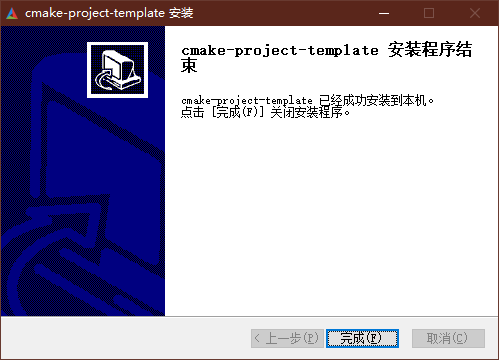 cmake-project-template 安装
cmake-project-template 安装程序结
束
cmake-project-template 已经成功安装到本机。
点击 [完成(F)] 关闭安装程序。
< 上一步(P) 完成(F) 取消(C)